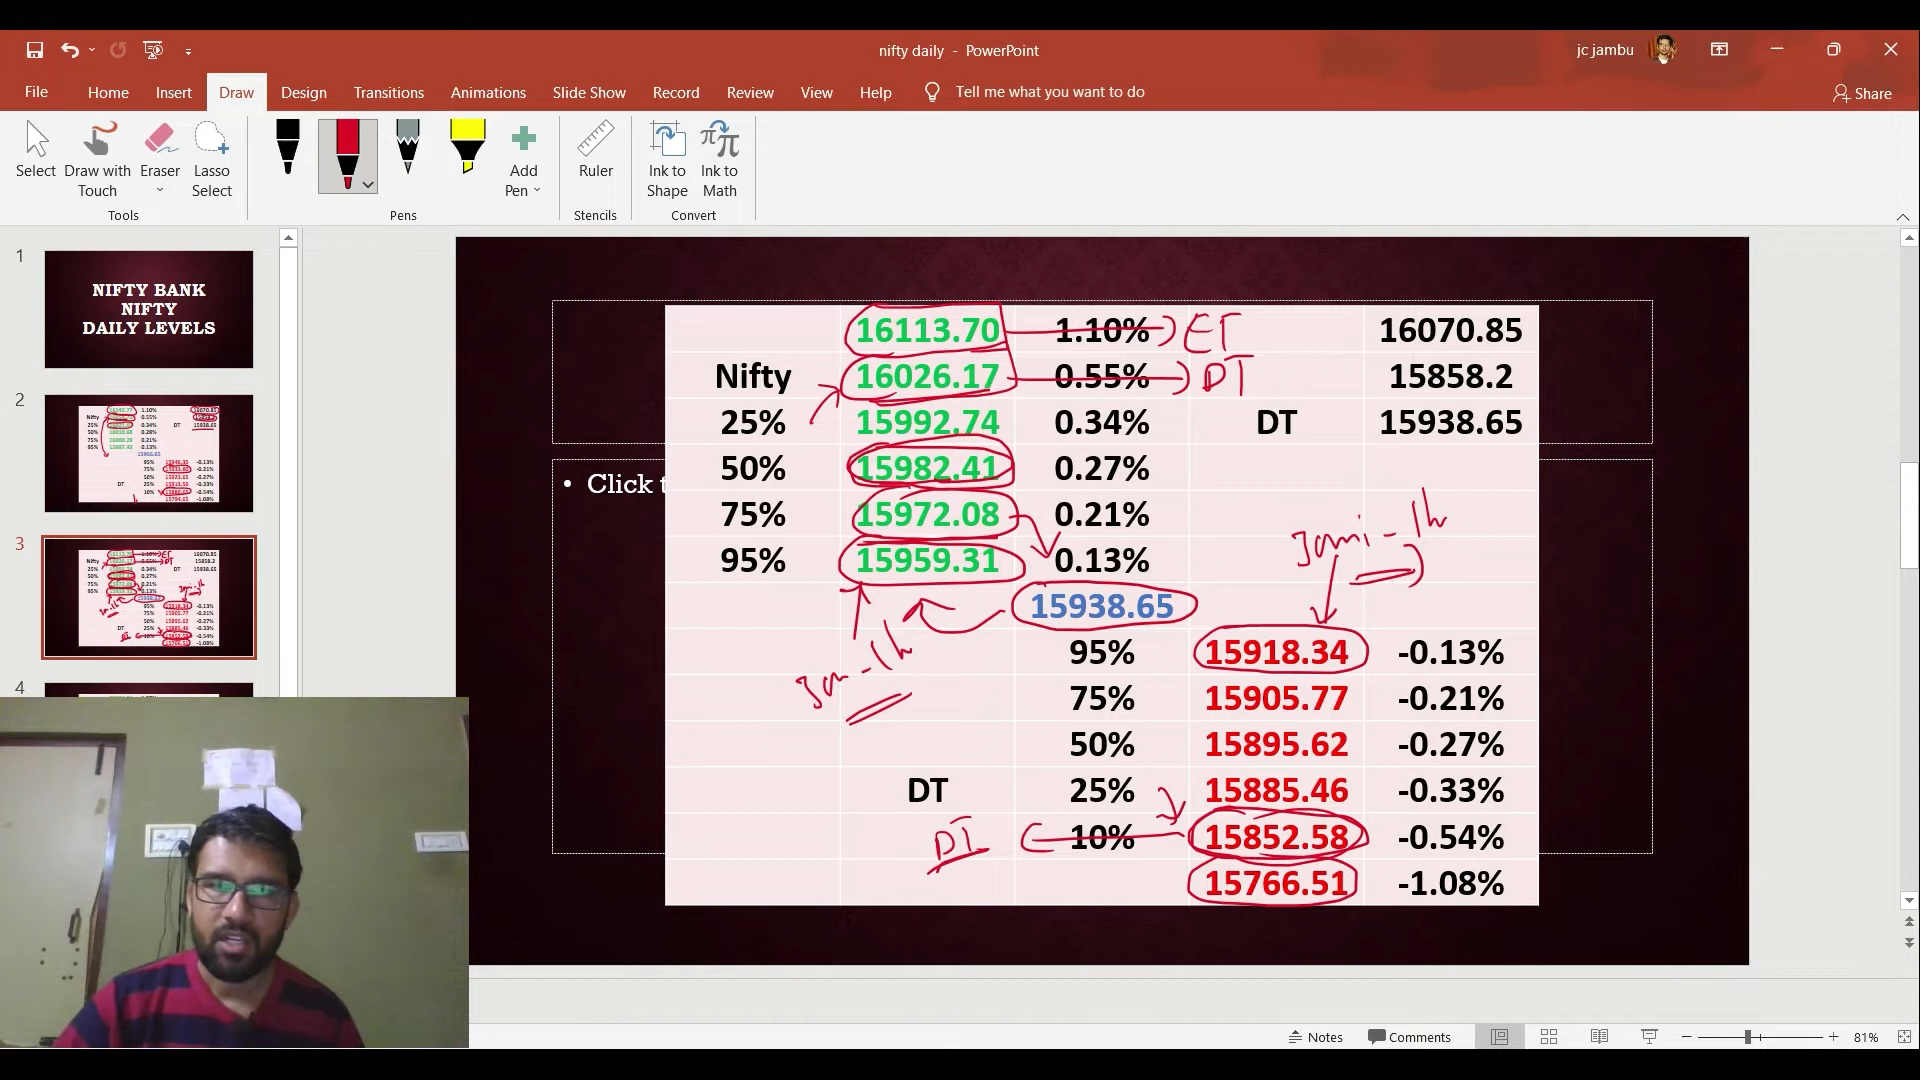 nifty daily - PowerPoint
jc jambu
File Home Insert Draw Design Transitions Animations Slide Show Record Review View Help Tell me what you want to do
Share
Select Draw with Touch Eraser Lasso Select Add Pen Ruler Ink to Shape Ink to Math
Tools Pens Stencils Convert
1
NIFTY BANK
NIFTY
DAILY LEVELS
2
3
4
Click t
16113.70 1.10% ET 16070.85
Nifty 16026.17 0.55% DT 15858.2
25% 15992.74 0.34% DT 15938.65
50% 15982.41 0.27%
75% 15972.08 0.21%
95% 15959.31 0.13%
15938.65
95% 15918.34 -0.13%
75% 15905.77 -0.21%
50% 15895.62 -0.27%
DT 25% 15885.46 -0.33%
DT 10% 15852.58 -0.54%
15766.51 -1.08%
Notes Comments 81%